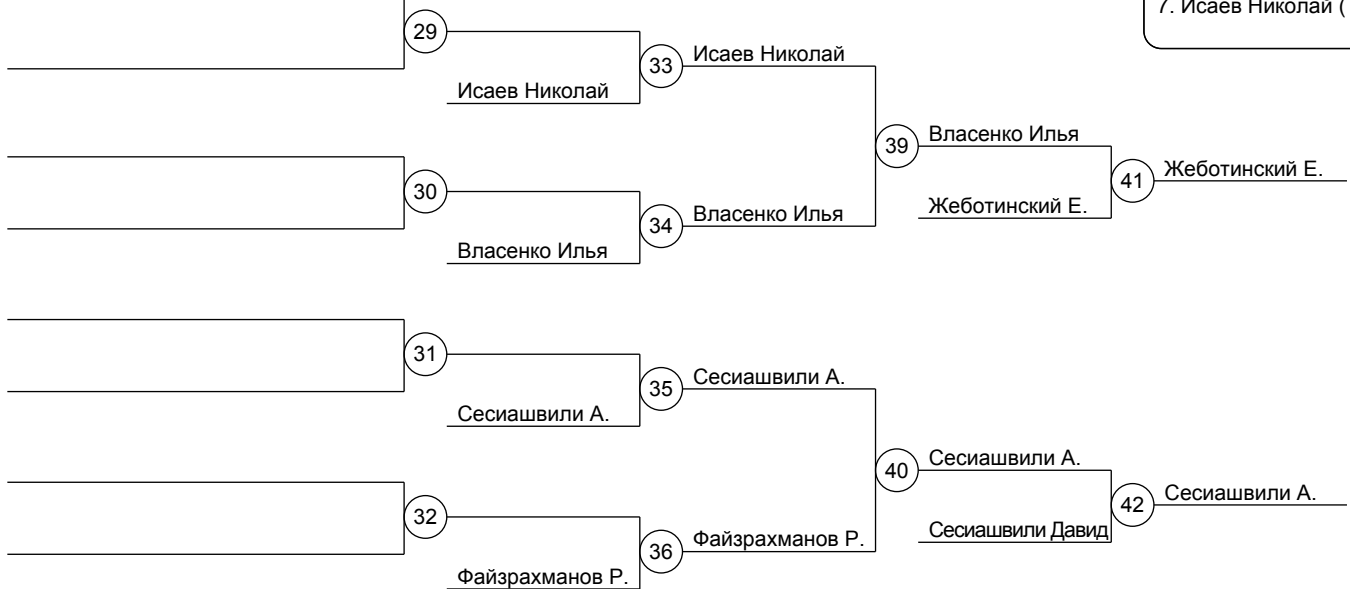 7. Исаев Николай (
29
33
Исаев Николай
Исаев Николай
39
Власенко Илья
41
Жеботинский Е.
30
34
Власенко Илья
Жеботинский Е.
Власенко Илья
31
35
Сесиашвили А.
Сесиашвили А.
40
Сесиашвили А.
42
Сесиашвили А.
32
36
Файзрахманов Р.
Сесиашвили Давид
Файзрахманов Р.